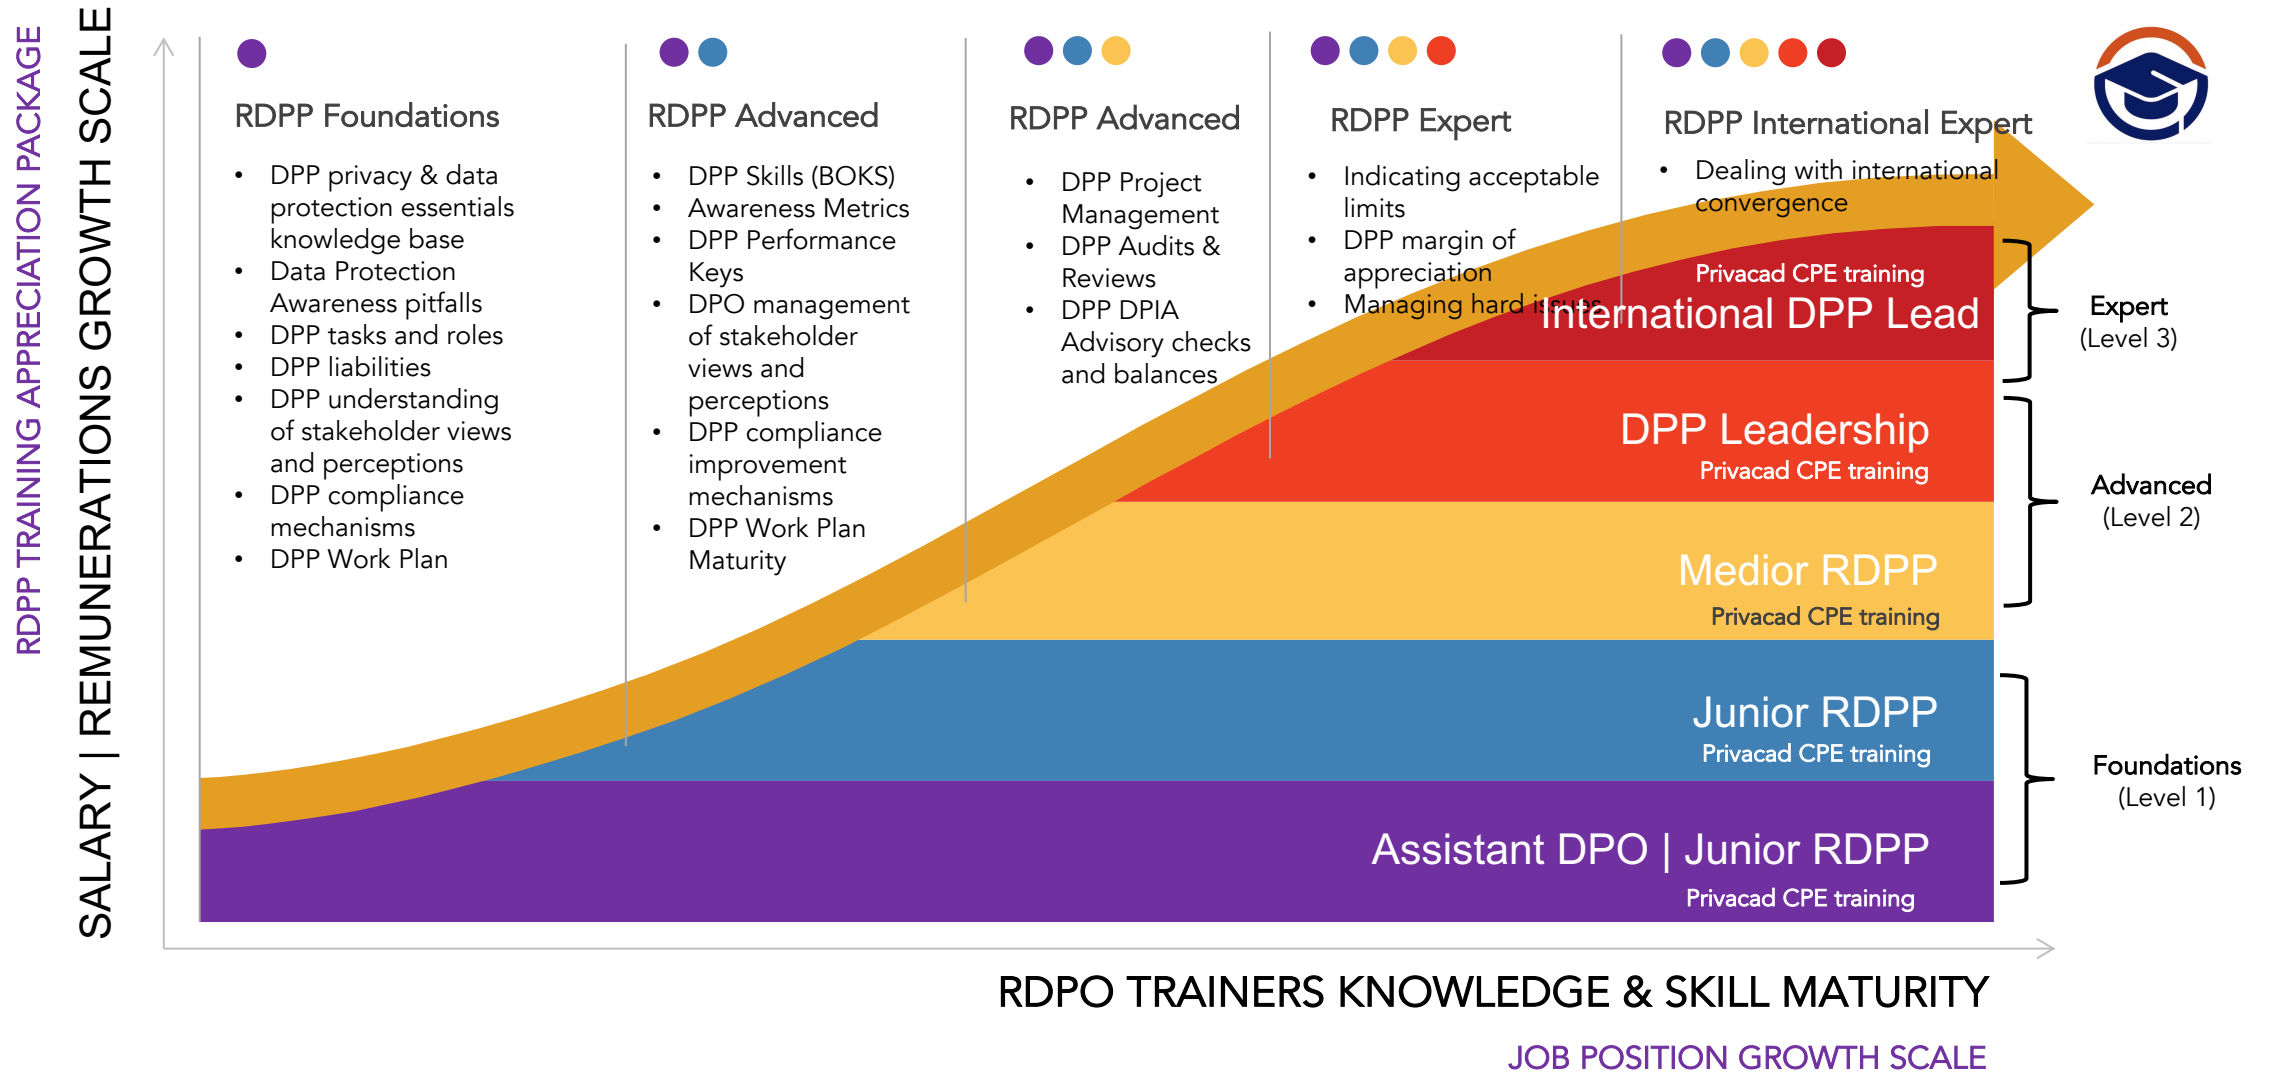 RDPP TRAINING APPRECIATION PACKAGE
SALARY | REMUNERATIONS GROWTH SCALE
RDPP Foundations
• DPP privacy & data
protection essentials
knowledge base
• Data Protection
Awareness pitfalls
• DPP tasks and roles
• DPP liabilities
• DPP understanding
of stakeholder views
and perceptions
• DPP compliance
mechanisms
• DPP Work Plan
RDPP Advanced
• DPP Skills (BOKS)
• Awareness Metrics
• DPP Performance
Keys
• DPO management
of stakeholder
views and
perceptions
• DPP compliance
improvement
mechanisms
• DPP Work Plan
Maturity
RDPP Advanced
• DPP Project
Management
• DPP Audits &
Reviews
• DPP DPIA
Advisory checks
and balances
RDPP Expert
• Indicating acceptable
limits
• DPP margin of
appreciation
• Managing hard issues
RDPP International Expert
• Dealing with international
convergence
Privacad CPE training
International DPP Lead
DPP Leadership
Privacad CPE training
Medior RDPP
Privacad CPE training
Junior RDPP
Privacad CPE training
Assistant DPO | Junior RDPP
Privacad CPE training
Expert
(Level 3)
Advanced
(Level 2)
Foundations
(Level 1)
RDPO TRAINERS KNOWLEDGE & SKILL MATURITY
JOB POSITION GROWTH SCALE